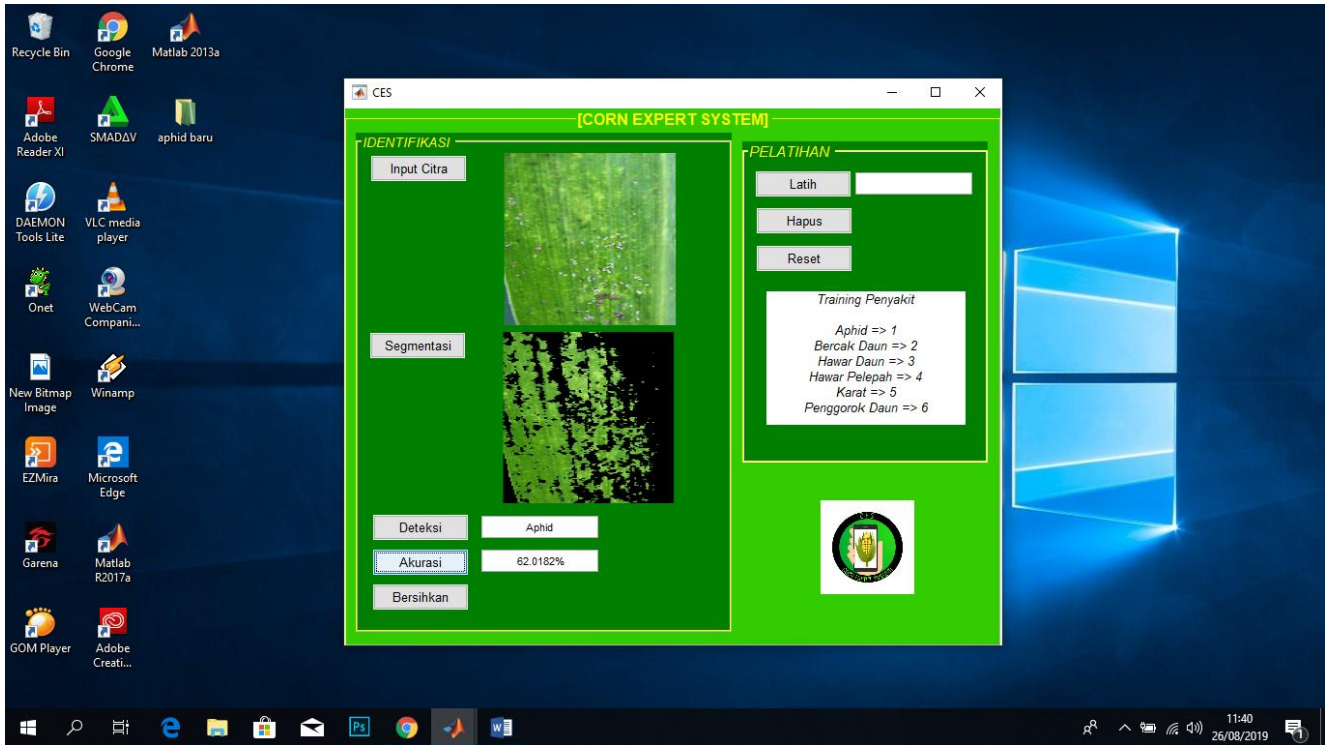 Recycle Bin
Google
Chrome
Matlab 2013a
Adobe
Reader XI
SMADΔV
aphid baru
DAEMON
Tools Lite
VLC media
player
Onet
WebCam
Compani...
New Bitmap
Image
Winamp
EZMira
Microsoft
Edge
Garena
Matlab
R2017a
GOM Player
Adobe
Creati...
CES
[CORN EXPERT SYSTEM]
IDENTIFIKASI
Input Citra
Segmentasi
Deteksi
Aphid
Akurasi
62.0182%
Bersihkan
PELATIHAN
Latih
Hapus
Reset
Training Penyakit
Aphid => 1
Bercak Daun => 2
Hawar Daun => 3
Hawar Pelepah => 4
Karat => 5
Penggorok Daun => 6
Ps
11:40
26/08/2019
1